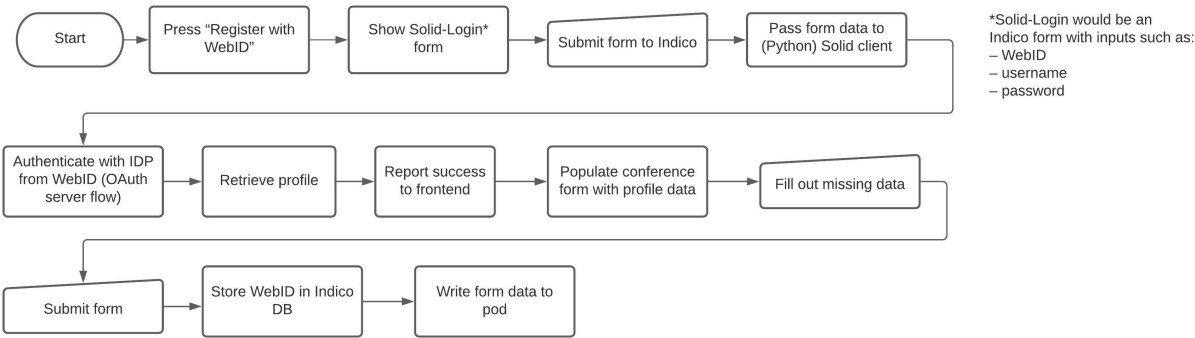 Start
Press “Register with
WebID”
Show Solid-Login*
form
Submit form to Indico
Pass form data to
(Python) Solid client
*Solid-Login would be an
Indico form with inputs such as:
– WebID
– username
– password
Authenticate with IDP
from WebID (OAuth
server flow)
Retrieve profile
Report success
to frontend
Populate conference
form with profile data
Fill out missing data
Submit form
Store WebID in Indico
DB
Write form data to
pod